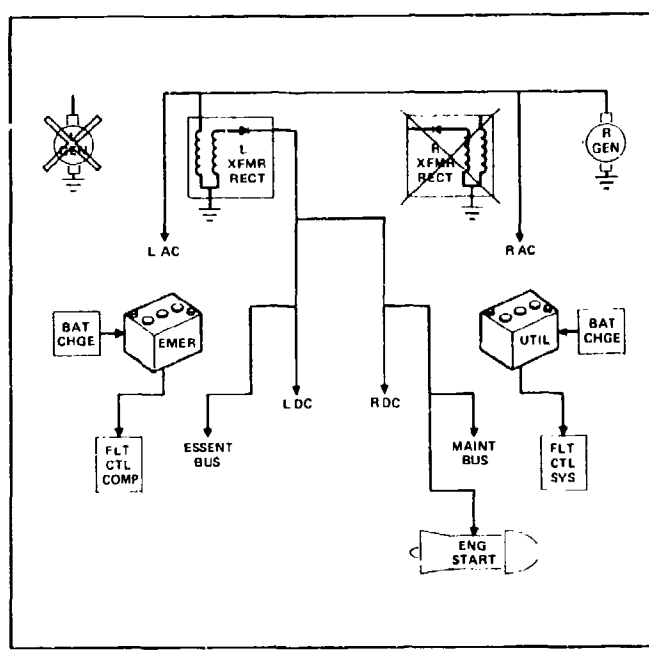 L
GEN
L
XFMR
RECT
R
XFMR
RECT
R
GEN
L AC
R AC
BAT
CHGE
EMER
UTIL
BAT
CHGE
FLT
CTL
COMP
ESSENT
BUS
L DC
R DC
MAINT
BUS
FLT
CTL
SYS
ENG
START